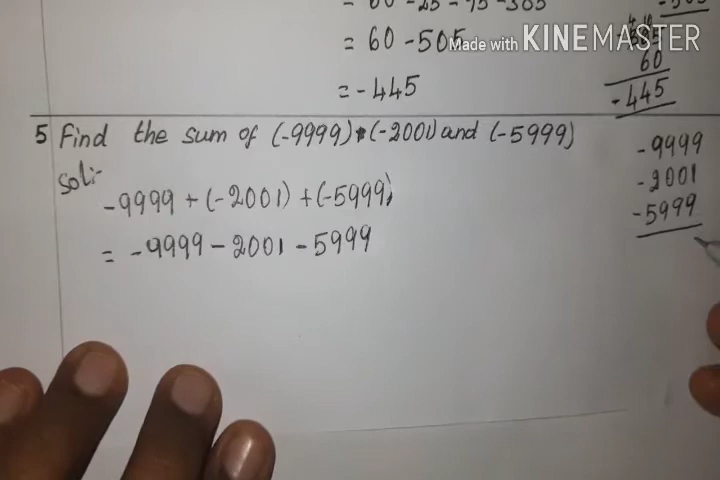 = 60 - 505
= - 445
60
- 445
Made with KINEMASTER
5 Find the sum of (-9999), (-2001) and (-5999)
Sol:-
-9999 + (-2001) + (-5999)
= -9999 - 2001 - 5999
- 9999
- 2001
- 5999